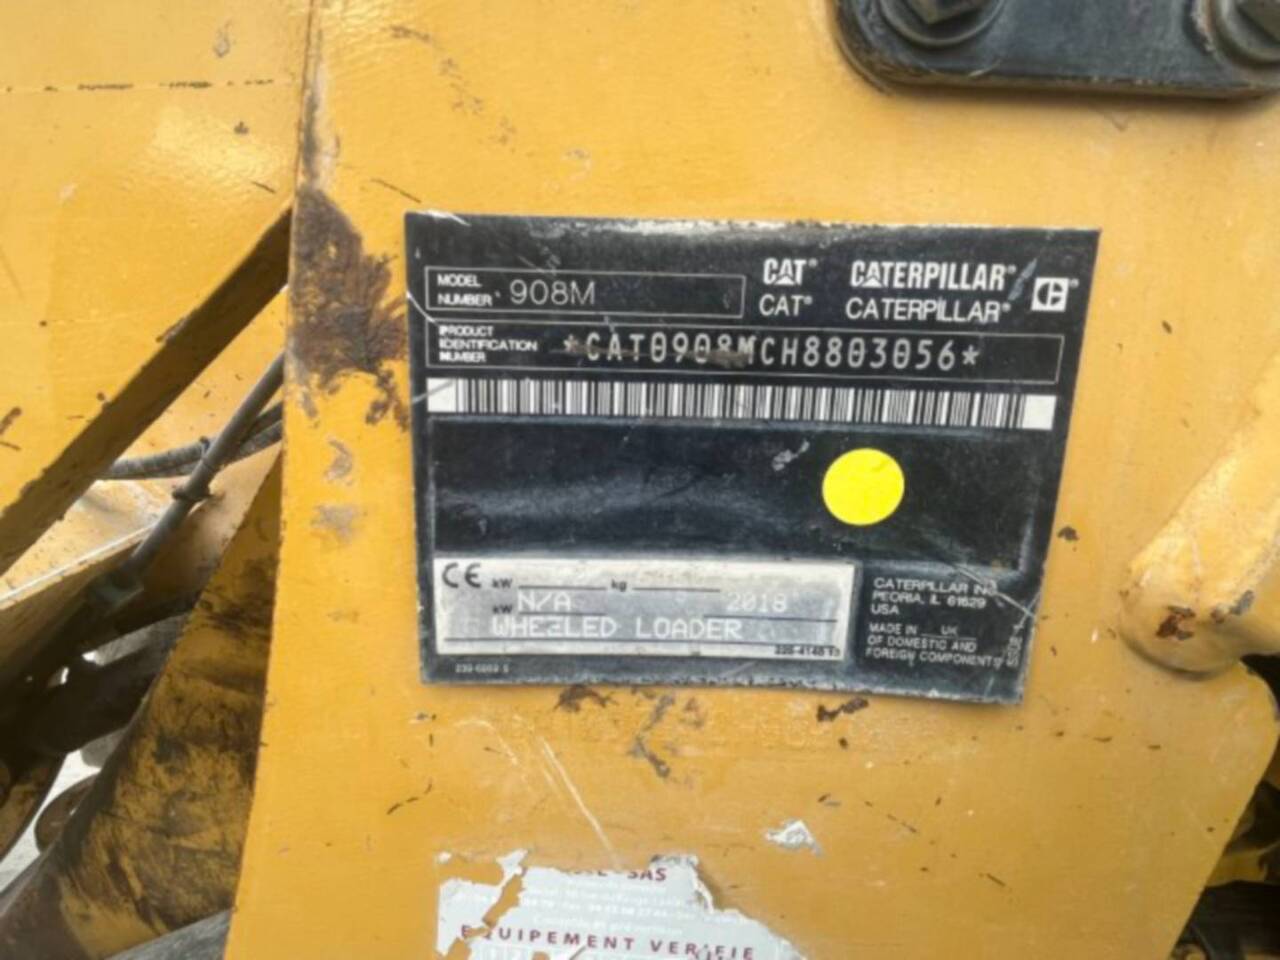 MODEL NUMBER 908M
CAT® CATERPILLAR®
CAT® CATERPILLAR®
PRODUCT IDENTIFICATION NUMBER *CAT0908MCH8803056*
CE kW kg
kW N/A 2018
WHEELED LOADER
CATERPILLAR INC.
PEORIA, IL 61629
USA
MADE IN UK
OF DOMESTIC AND
FOREIGN COMPONENTS
SAS
EQUIPEMENT VERIFIE